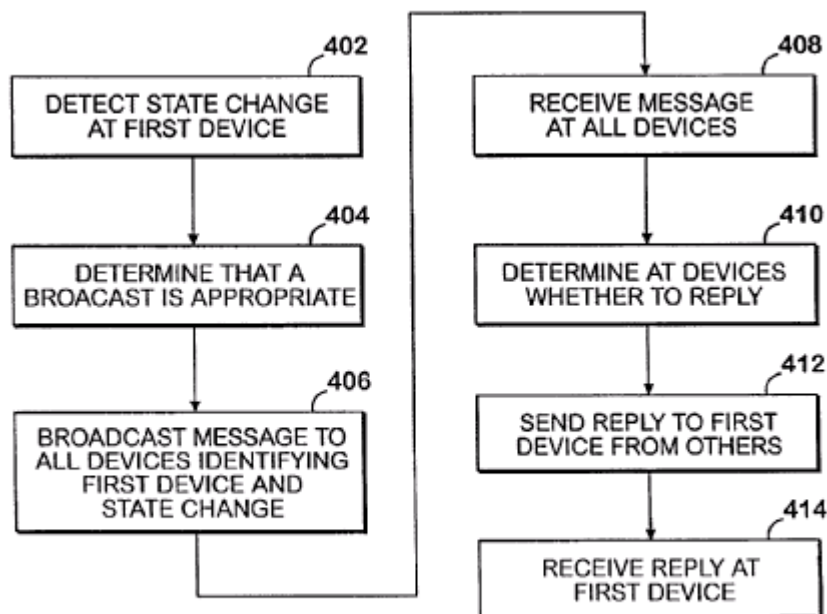 402
DETECT STATE CHANGE
AT FIRST DEVICE
404
DETERMINE THAT A
BROACAST IS APPROPRIATE
406
BROADCAST MESSAGE TO
ALL DEVICES IDENTIFYING
FIRST DEVICE AND
STATE CHANGE
408
RECEIVE MESSAGE
AT ALL DEVICES
410
DETERMINE AT DEVICES
WHETHER TO REPLY
412
SEND REPLY TO FIRST
DEVICE FROM OTHERS
414
RECEIVE REPLY AT
FIRST DEVICE